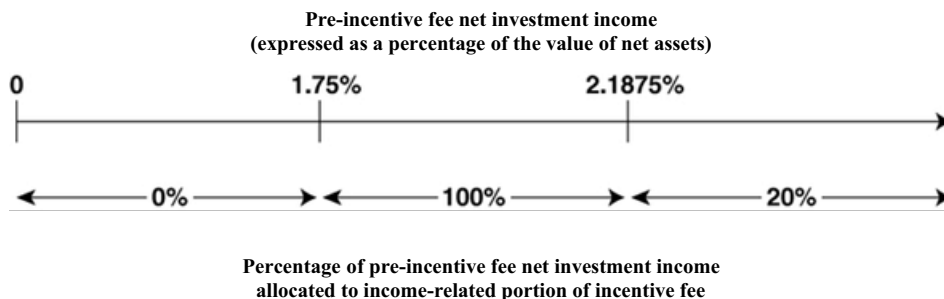 Pre-incentive fee net investment income
(expressed as a percentage of the value of net assets)
0 1.75% 2.1875%
0% 100% 20%
Percentage of pre-incentive fee net investment income
allocated to income-related portion of incentive fee